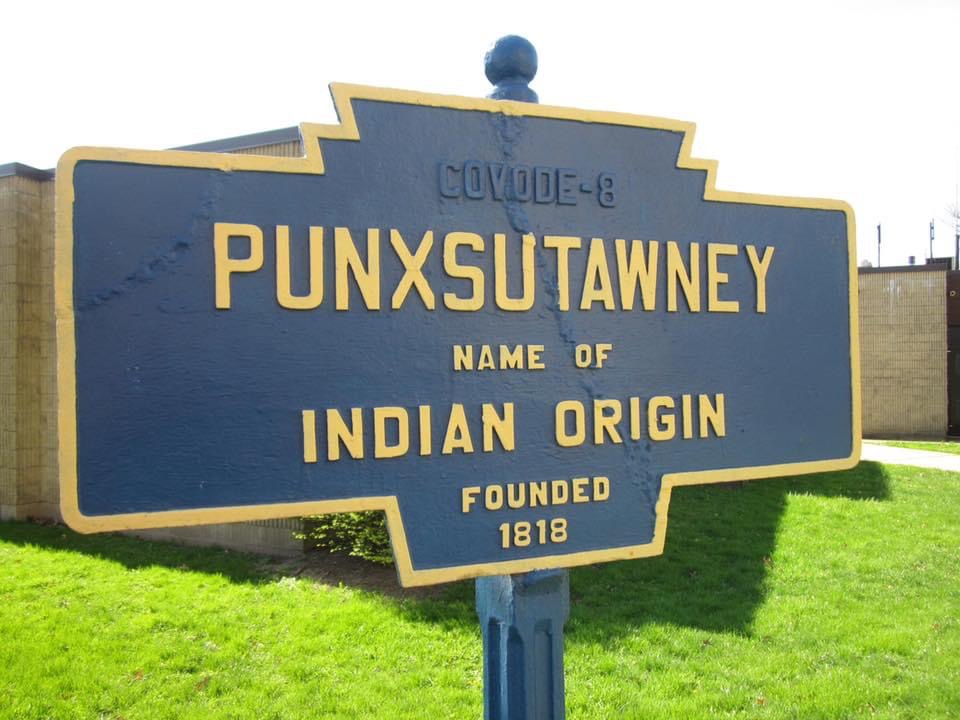 COVODE-8
PUNXSUTAWNEY
NAME OF
INDIAN ORIGIN
FOUNDED
1818